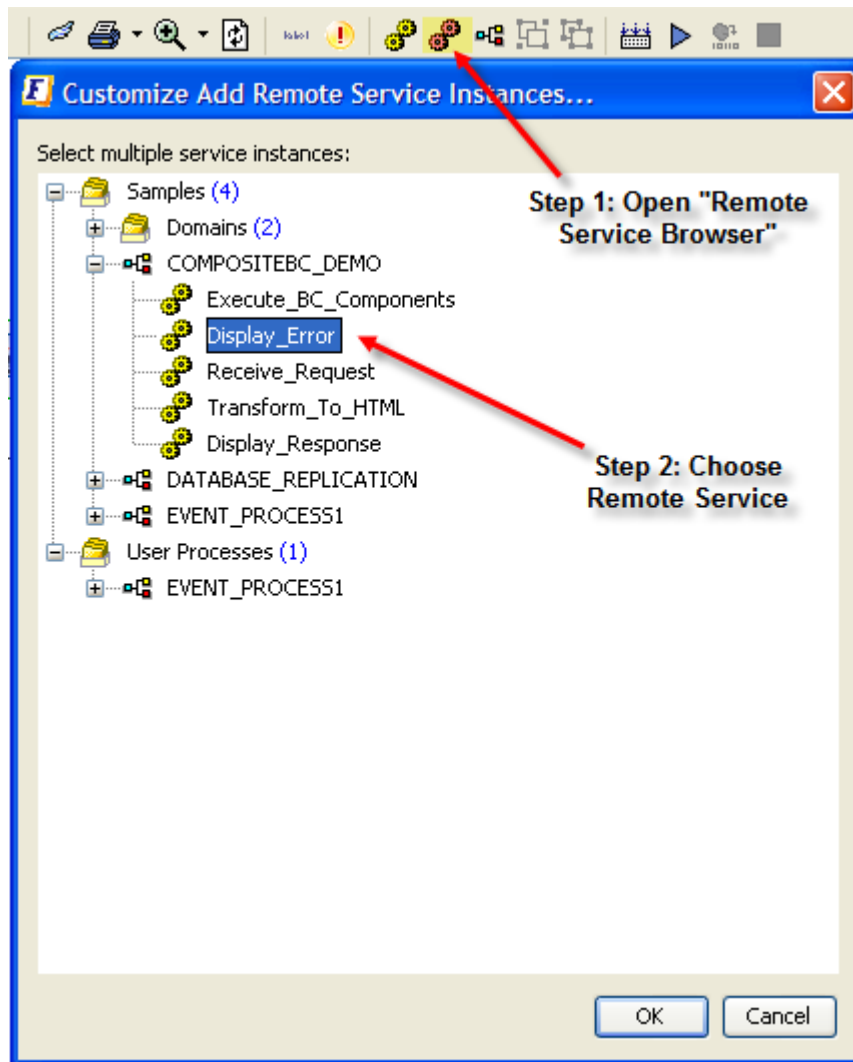 label
F Customize Add Remote Service Instances...
Select multiple service instances:
Samples (4)
Step 1: Open "Remote
Service Browser"
Domains (2)
COMPOSITEBC_DEMO
Execute_BC_Components
Display_Error
Receive_Request
Transform_To_HTML
Display_Response
Step 2: Choose
Remote Service
DATABASE_REPLICATION
EVENT_PROCESS1
User Processes (1)
EVENT_PROCESS1
OK
Cancel